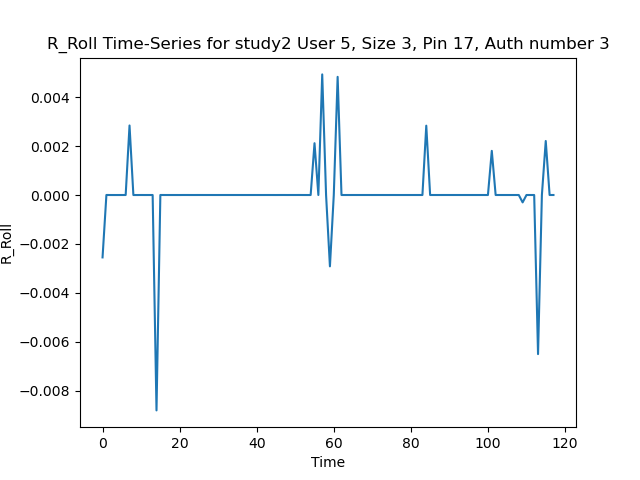 R_Roll Time-Series for study2 User 5, Size 3, Pin 17, Auth number 3
0.004
0.002
0.000
−0.002
−0.004
−0.006
−0.008
R_Roll
0 20 40 60 80 100 120
Time